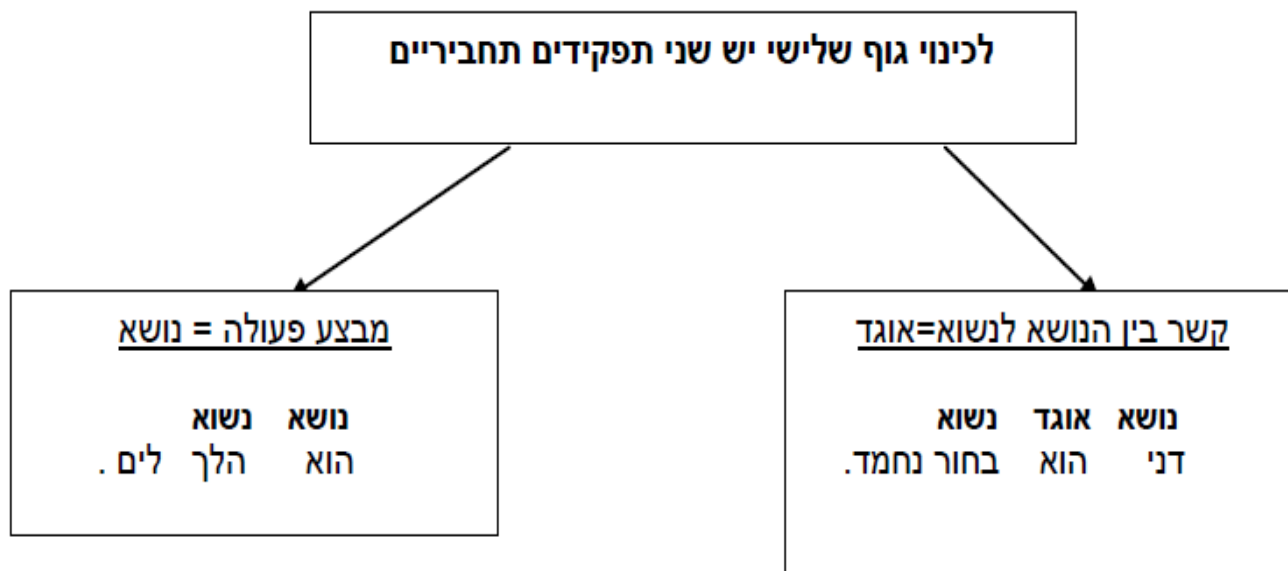 לכינוי גוף שלישי יש שני תפקידים תחביריים
קשר בין הנושא לנשוא=אוגד
נושא אוגד נשוא
דני הוא בחור נחמד.
מבצע פעולה = נושא
נושא נשוא
הוא הלך לים .